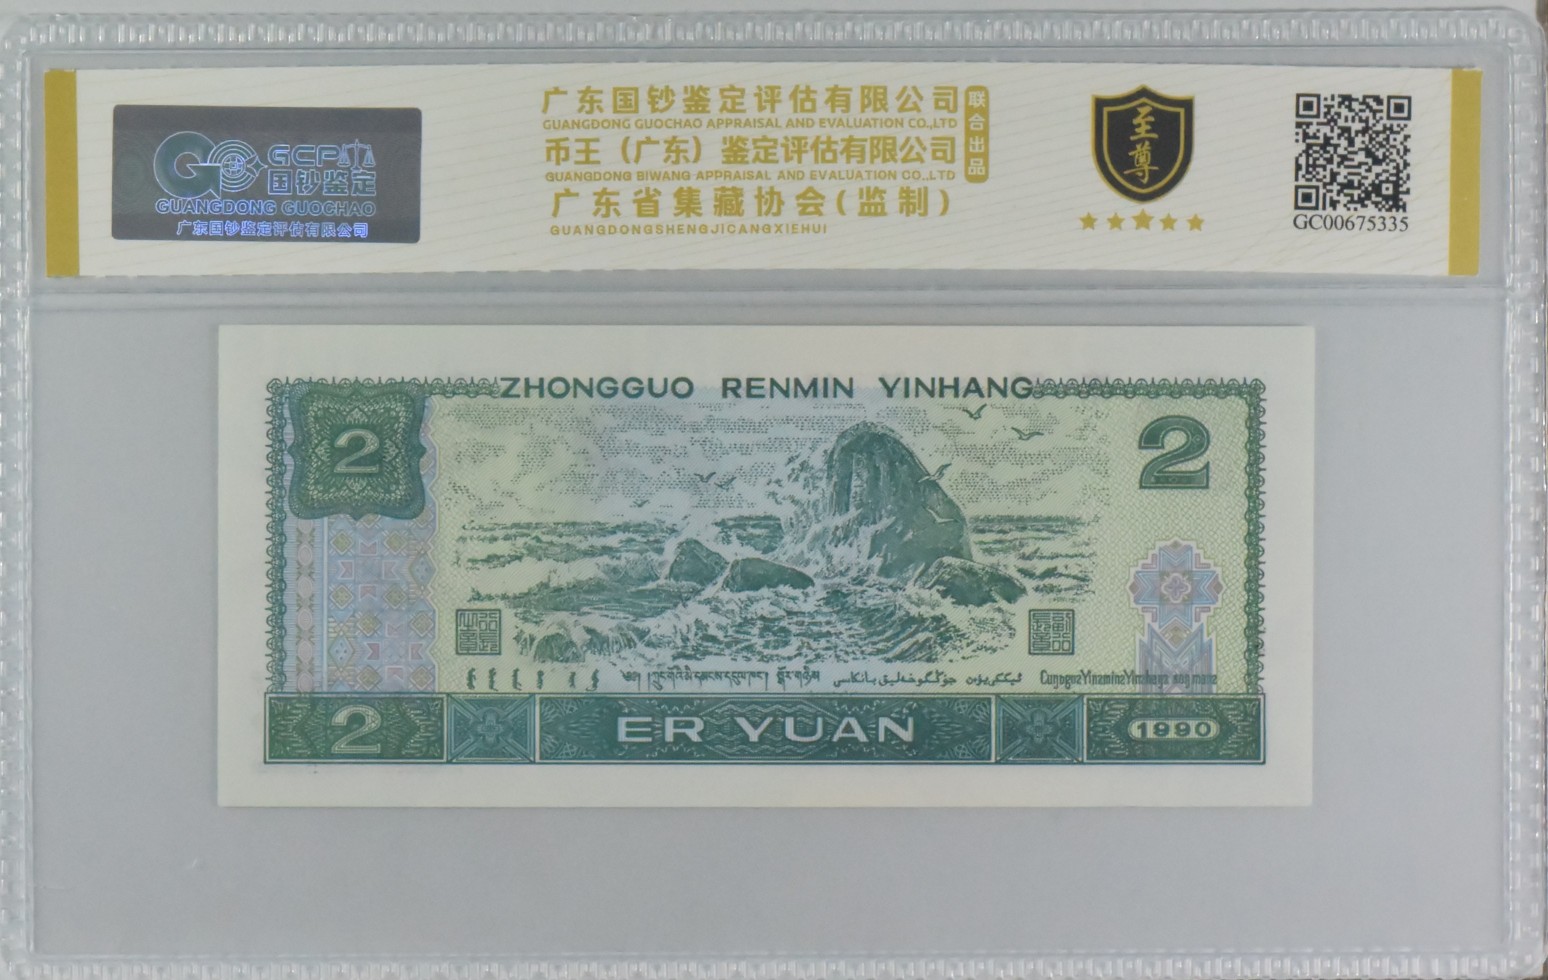 GCP
国钞鉴定
GUANGDONG GUOCHAO
广东国钞鉴定评估有限公司
广东国钞鉴定评估有限公司
GUANGDONG GUOCHAO APPRAISAL AND EVALUATION CO.,LTD
币王（广东）鉴定评估有限公司
GUANGDONG BIWANG APPRAISAL AND EVALUATION CO.,LTD
广东省集藏协会(监制)
GUANGDONGSHENGJICANGXIEHUI
联合出品
至尊
GC00675335
ZHONGGUO RENMIN YINHANG
2
2
2
ER YUAN
1990